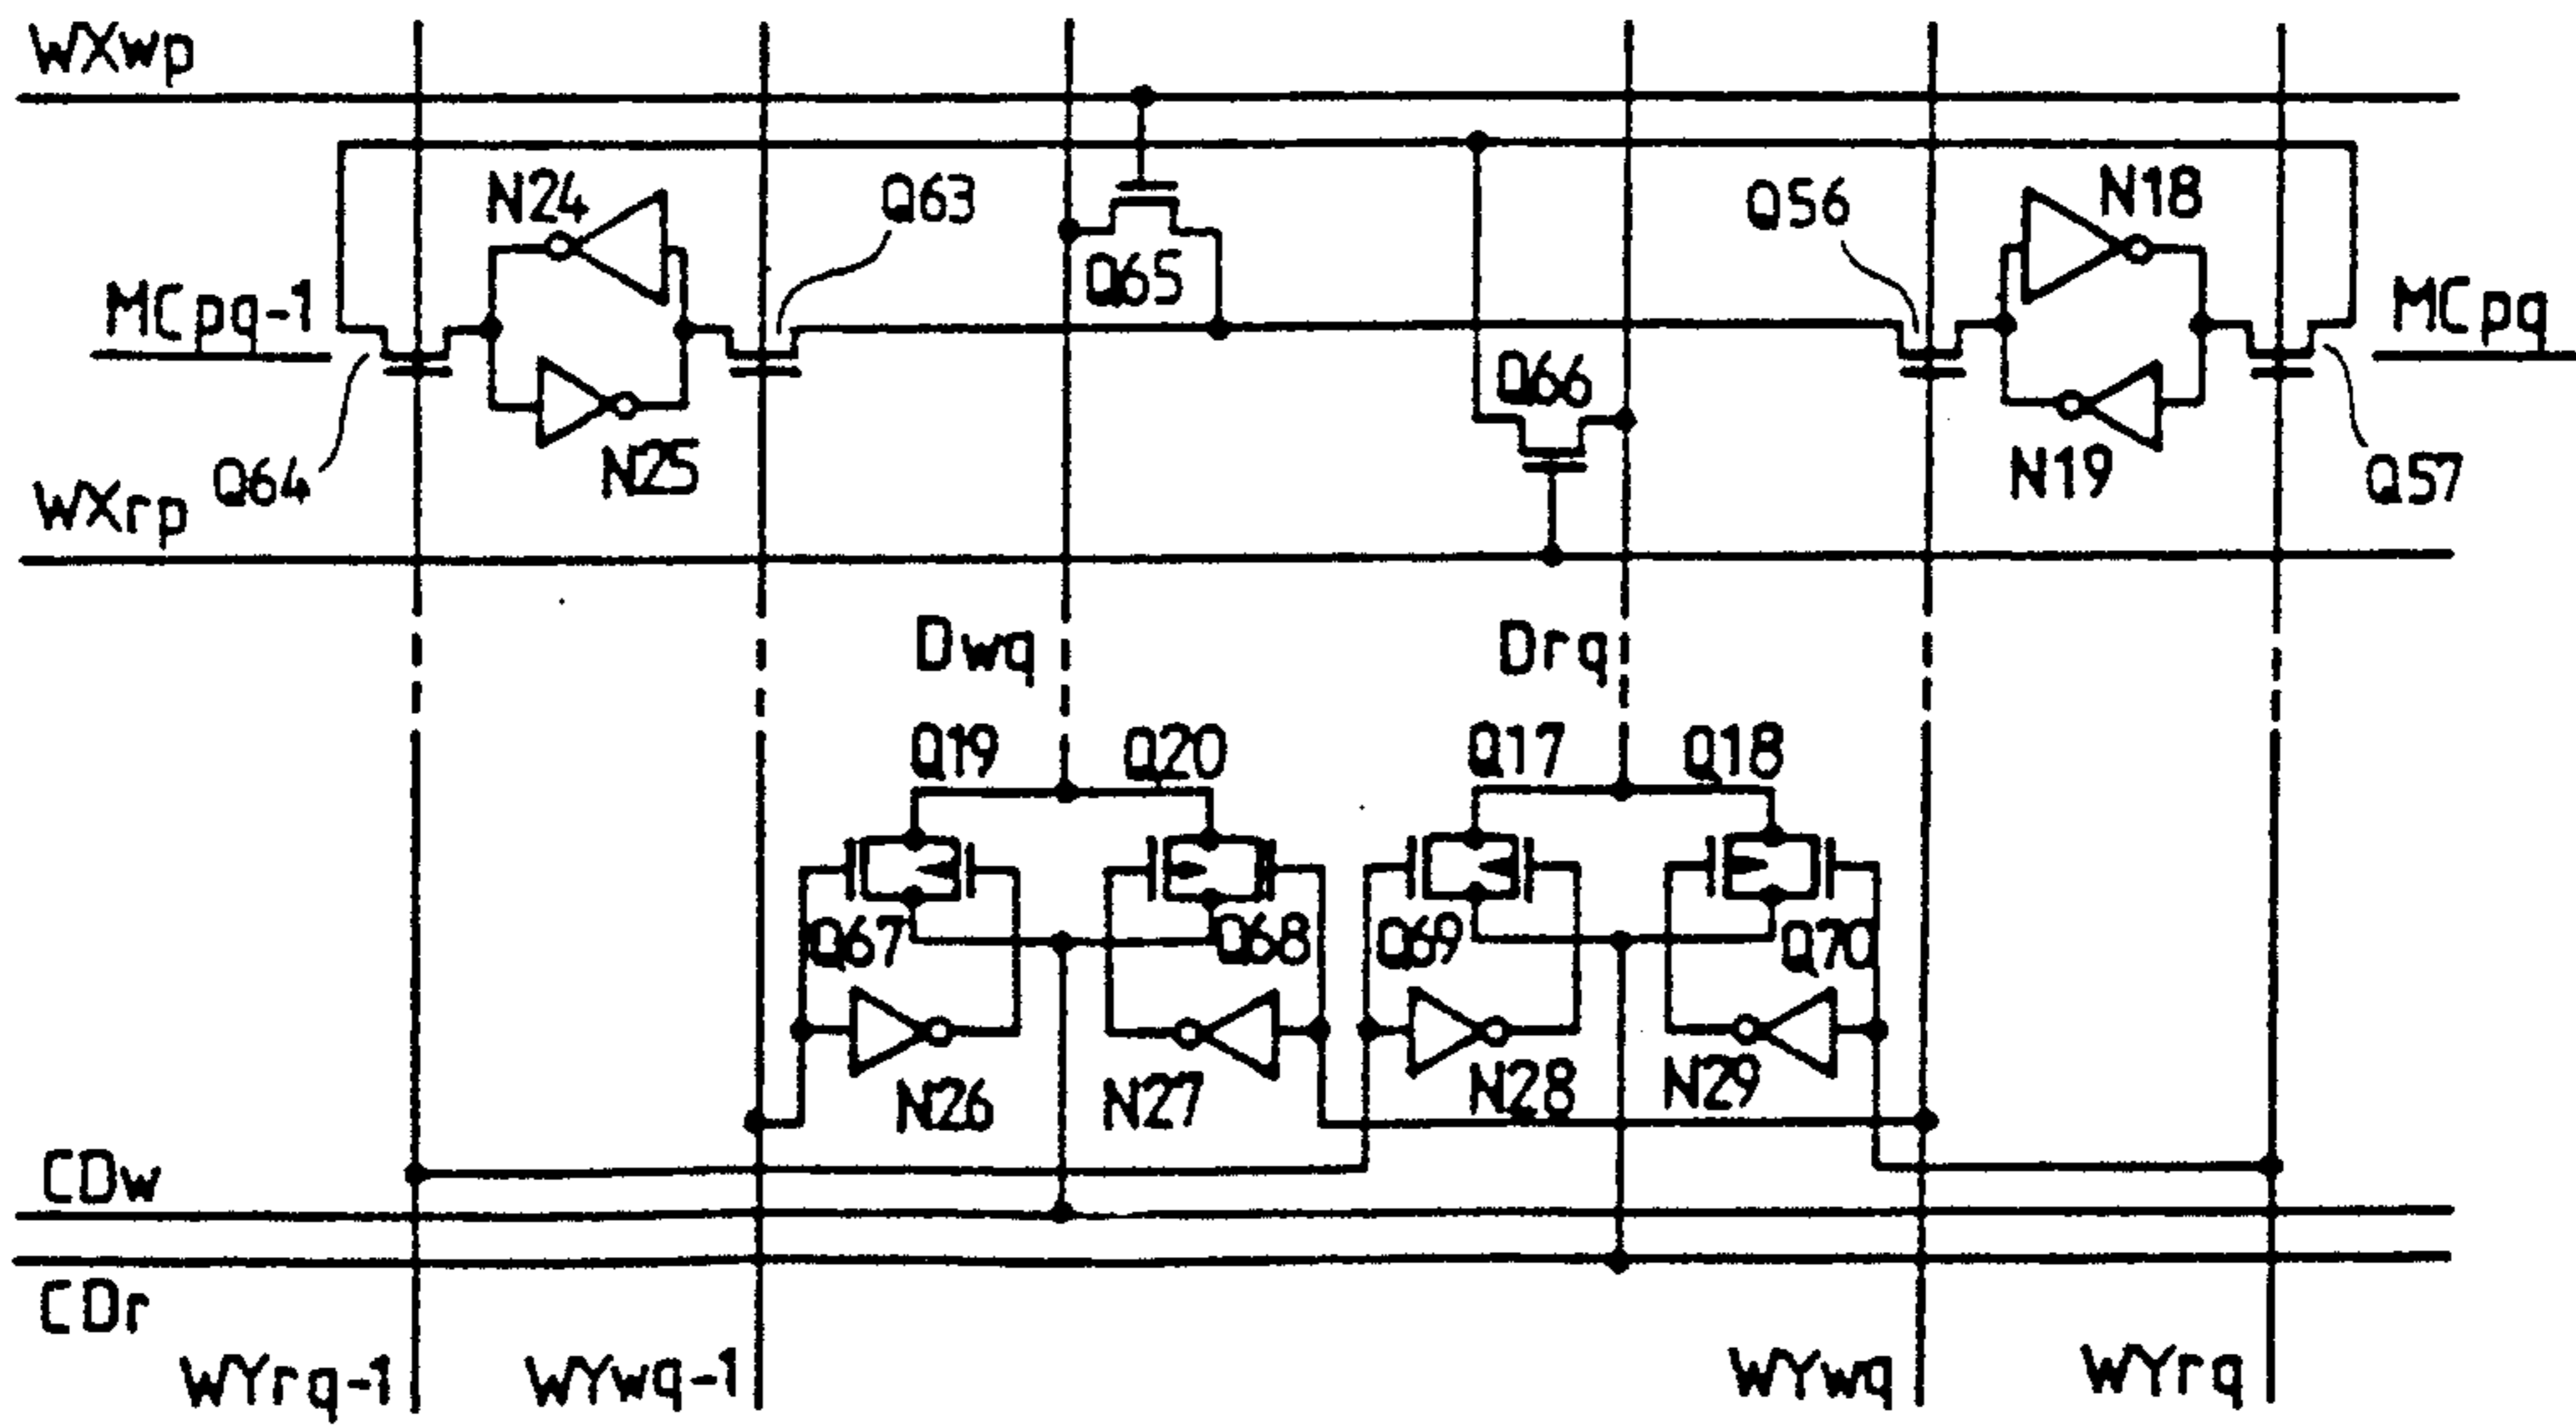 WXwp
N24
Q63
Q56
N18
MCpq-1
Q65
MCpq
Q66
Q64
N25
N19
Q57
WXrp
Dwq
Drq
Q19
Q20
Q17
Q18
Q67
Q68
Q69
Q70
N26
N27
N28
N29
CDw
CDr
WYrq-1
WYwq-1
WYwq
WYrq